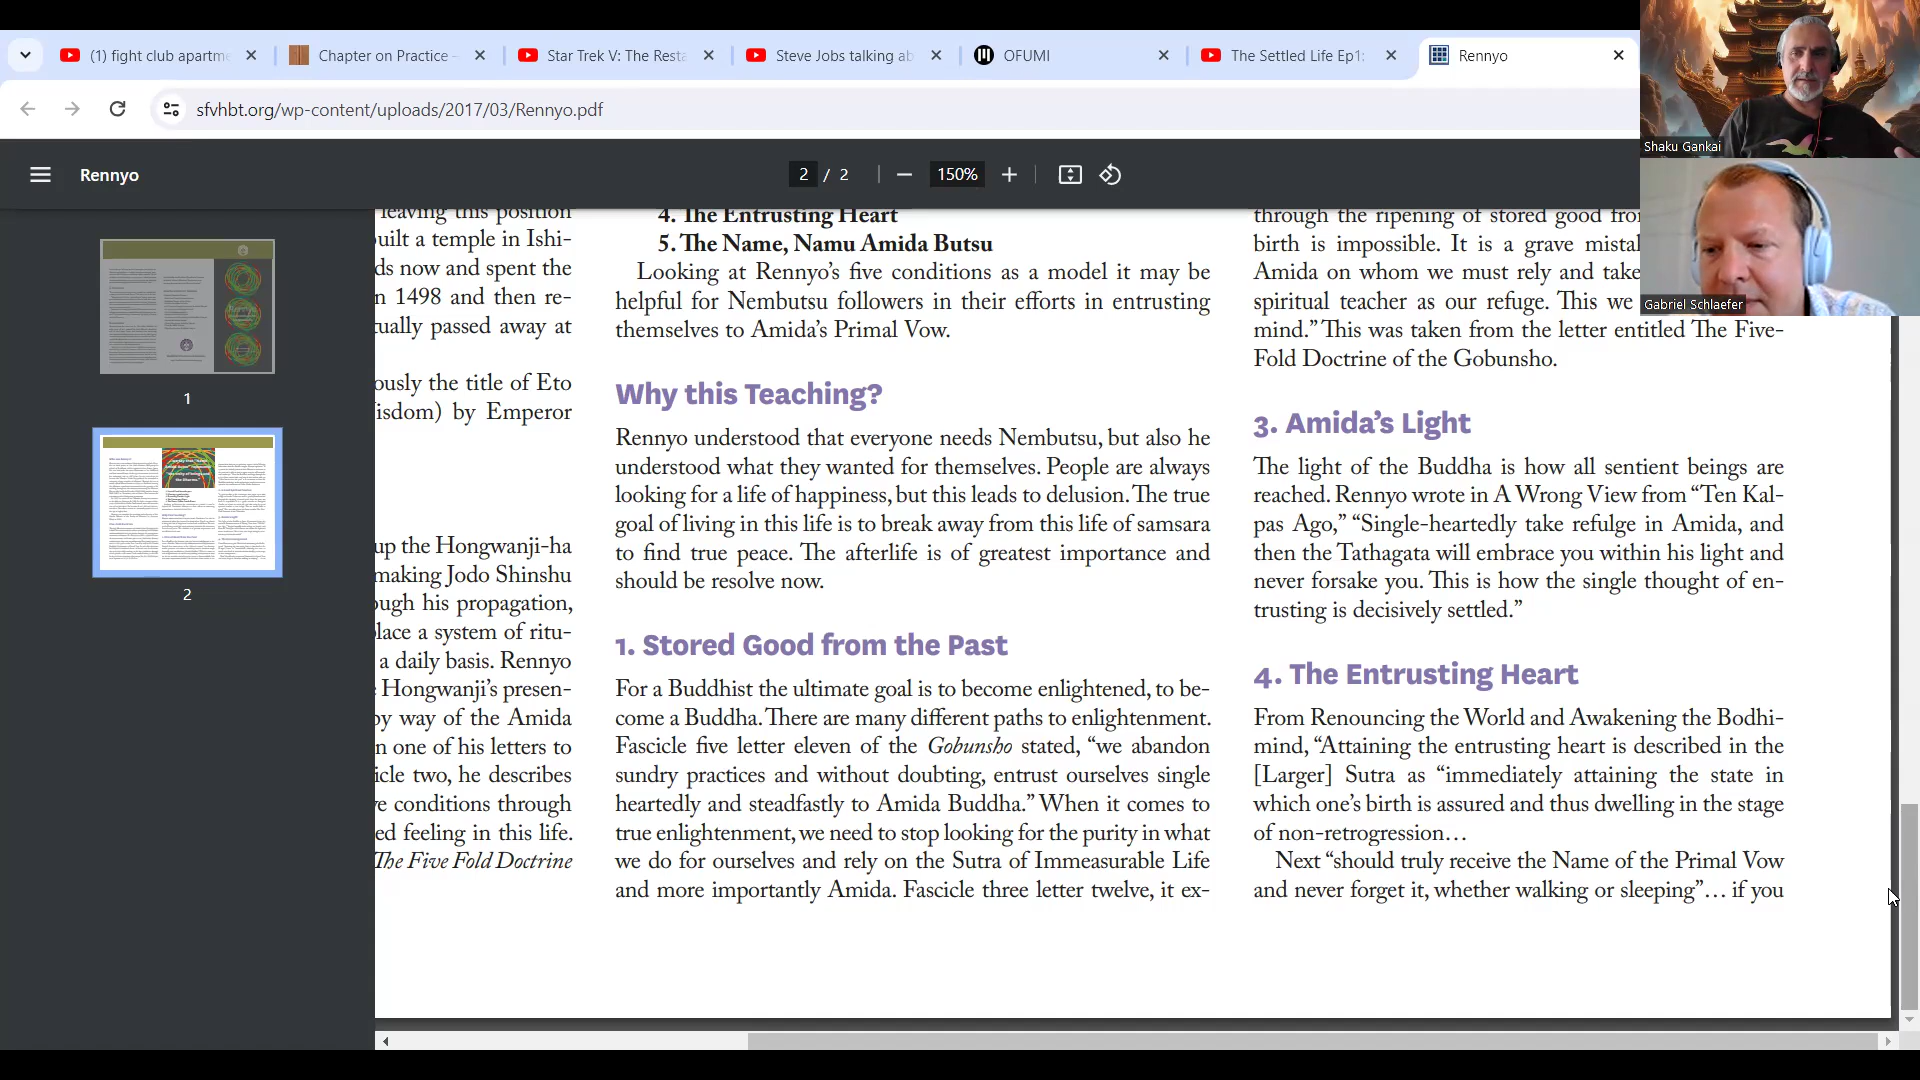 (1) fight club apartm
Chapter on Practice -
Star Trek V: The Resta
Steve Jobs talking ab
OFUMI
The Settled Life Ep1:
Rennyo
sfvhbt.org/wp-content/uploads/2017/03/Rennyo.pdf
Rennyo
2 / 2
150%
Shaku Gankai
Gabriel Schlaefer
1
2
leaving this position
uilt a temple in Ishi-
ds now and spent the
n 1498 and then re-
tually passed away at
ously the title of Eto
isdom) by Emperor
up the Hongwanji-ha
making Jodo Shinshu
ough his propagation,
place a system of ritu-
a daily basis. Rennyo
e Hongwanji's presen-
by way of the Amida
n one of his letters to
icle two, he describes
ve conditions through
ed feeling in this life.
The Five Fold Doctrine
4. The Entrusting Heart
5. The Name, Namu Amida Butsu
Looking at Rennyo's five conditions as a model it may be
helpful for Nembutsu followers in their efforts in entrusting
themselves to Amida's Primal Vow.
Why this Teaching?
Rennyo understood that everyone needs Nembutsu, but also he
understood what they wanted for themselves. People are always
looking for a life of happiness, but this leads to delusion. The true
goal of living in this life is to break away from this life of samsara
to find true peace. The afterlife is of greatest importance and
should be resolve now.
1. Stored Good from the Past
For a Buddhist the ultimate goal is to become enlightened, to be-
come a Buddha. There are many different paths to enlightenment.
Fascicle five letter eleven of the Gobunsho stated, “we abandon
sundry practices and without doubting, entrust ourselves single
heartedly and steadfastly to Amida Buddha.” When it comes to
true enlightenment, we need to stop looking for the purity in what
we do for ourselves and rely on the Sutra of Immeasurable Life
and more importantly Amida. Fascicle three letter twelve, it ex-
through the ripening of stored good fro
birth is impossible. It is a grave mista
Amida on whom we must rely and take
spiritual teacher as our refuge. This we
mind.” This was taken from the letter entitled The Five-
Fold Doctrine of the Gobunsho.
3. Amida's Light
The light of the Buddha is how all sentient beings are
reached. Rennyo wrote in A Wrong View from “Ten Kal-
pas Ago,” “Single-heartedly take refulge in Amida, and
then the Tathagata will embrace you within his light and
never forsake you. This is how the single thought of en-
trusting is decisively settled.”
4. The Entrusting Heart
From Renouncing the World and Awakening the Bodhi-
mind, “Attaining the entrusting heart is described in the
[Larger] Sutra as “immediately attaining the state in
which one's birth is assured and thus dwelling in the stage
of non-retrogression…
Next “should truly receive the Name of the Primal Vow
and never forget it, whether walking or sleeping”… if you